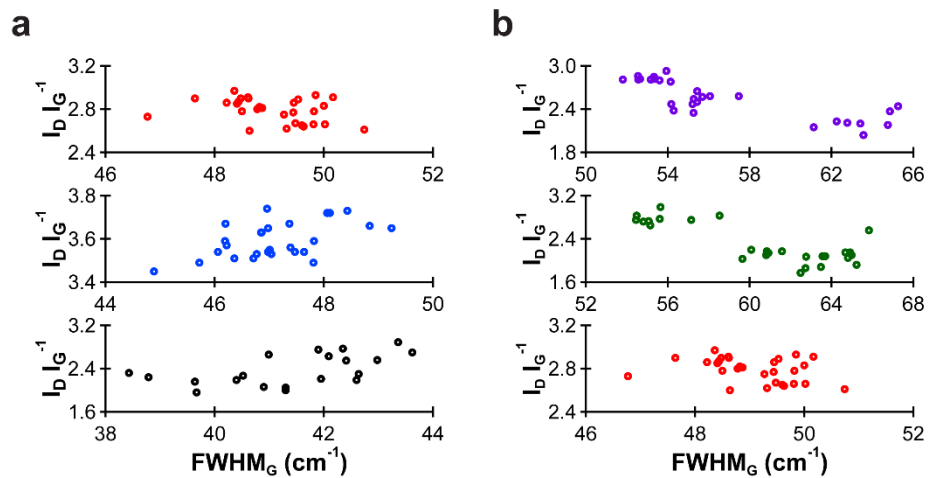 a
b
I_D I_G^-1
3.2
2.8
2.4
46 48 50 52
I_D I_G^-1
3.8
3.6
3.4
44 46 48 50
I_D I_G^-1
3.2
2.4
1.6
38 40 42 44
FWHM_G (cm^-1)
I_D I_G^-1
3.0
2.4
1.8
50 54 58 62 66
I_D I_G^-1
3.2
2.4
1.6
52 56 60 64 68
I_D I_G^-1
3.2
2.8
2.4
46 48 50 52
FWHM_G (cm^-1)